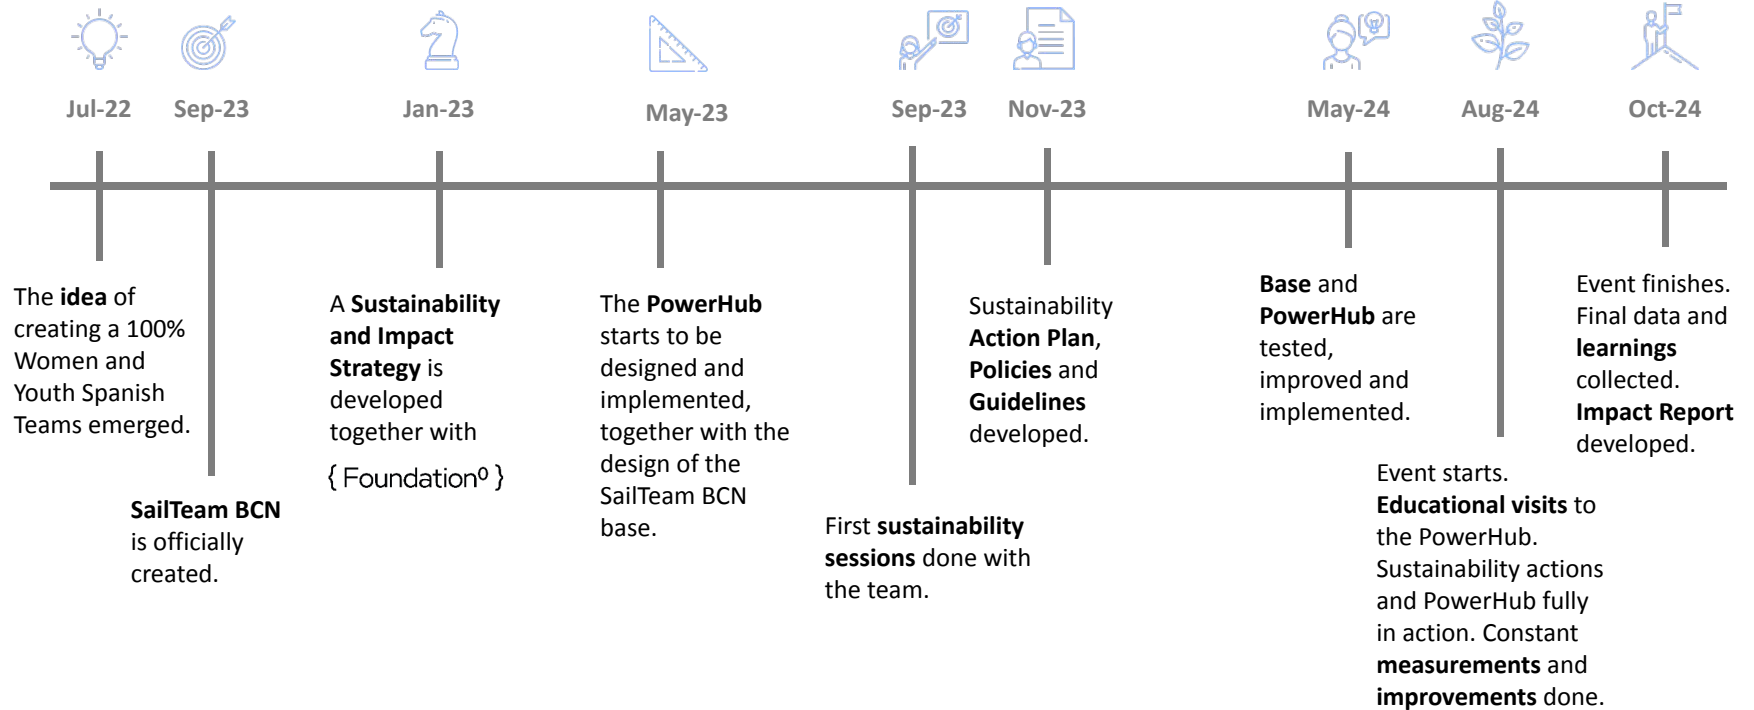 Jul-22
Sep-23
Jan-23
May-23
Sep-23
Nov-23
May-24
Aug-24
Oct-24
The idea of
creating a 100%
Women and
Youth Spanish
Teams emerged.
SailTeam BCN
is officially
created.
A Sustainability
and Impact
Strategy is
developed
together with
{ Foundation⁰ }
The PowerHub
starts to be
designed and
implemented,
together with the
design of the
SailTeam BCN
base.
First sustainability
sessions done with
the team.
Sustainability
Action Plan,
Policies and
Guidelines
developed.
Base and
PowerHub are
tested,
improved and
implemented.
Event starts.
Educational visits to
the PowerHub.
Sustainability actions
and PowerHub fully
in action. Constant
measurements and
improvements done.
Event finishes.
Final data and
learnings
collected.
Impact Report
developed.